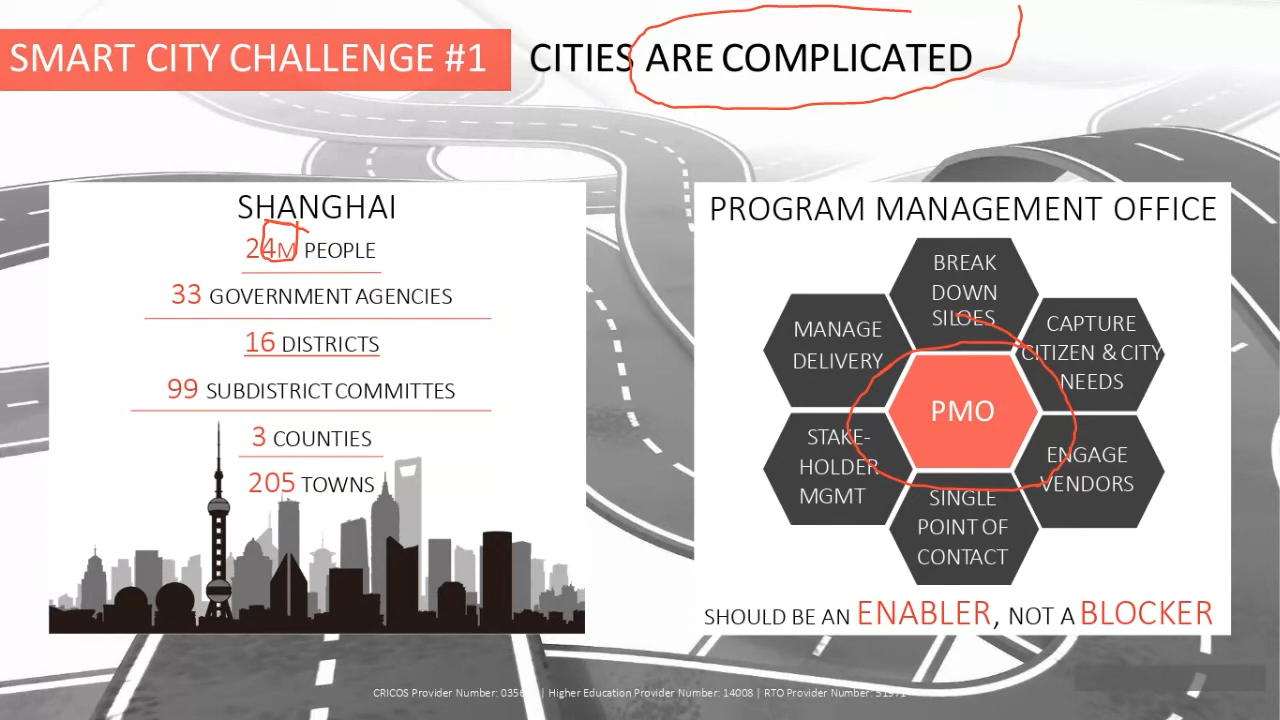 SMART CITY CHALLENGE #1
CITIES ARE COMPLICATED
SHANGHAI
24M PEOPLE
33 GOVERNMENT AGENCIES
16 DISTRICTS
99 SUBDISTRICT COMMITTES
3 COUNTIES
205 TOWNS
PROGRAM MANAGEMENT OFFICE
BREAK
DOWN
SILOES
MANAGE
DELIVERY
CAPTURE
CITIZEN & CITY
NEEDS
PMO
STAKE-
HOLDER
MGMT
ENGAGE
VENDORS
SINGLE
POINT OF
CONTACT
SHOULD BE AN ENABLER, NOT A BLOCKER
CRICOS Provider Number: | Higher Education Provider Number: 14008 | RTO Provider Number: